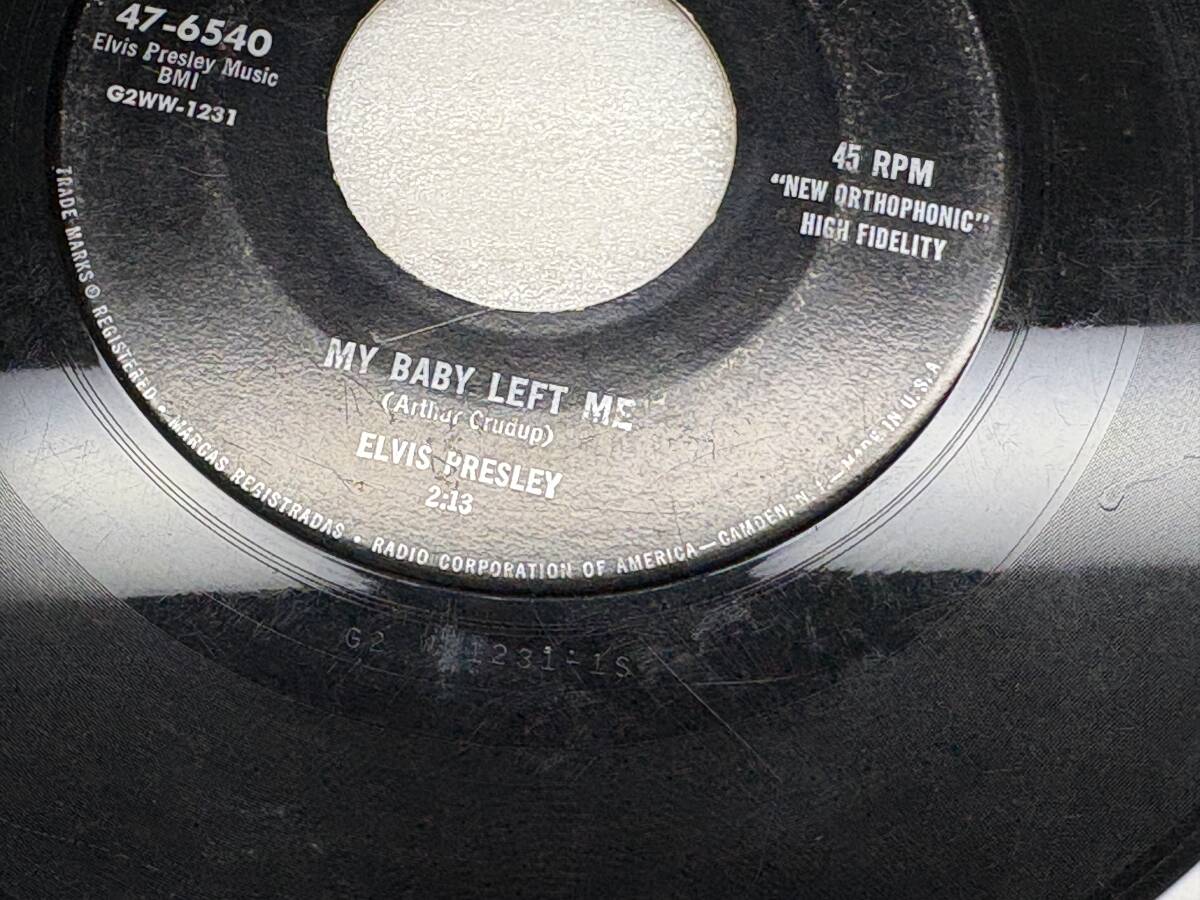 47-6540
Elvis Presley Music
BMI
G2WW-1231
45 RPM
"NEW ORTHOPHONIC"
HIGH FIDELITY
MY BABY LEFT ME
(Arthur Crudup)
ELVIS PRESLEY
2:13
TRADE MARKS ® REGISTERED • MARCAS REGISTRADAS • RADIO CORPORATION OF AMERICA—CAMDEN, N. J.—MADE IN U.S.A
G2 1231-1S